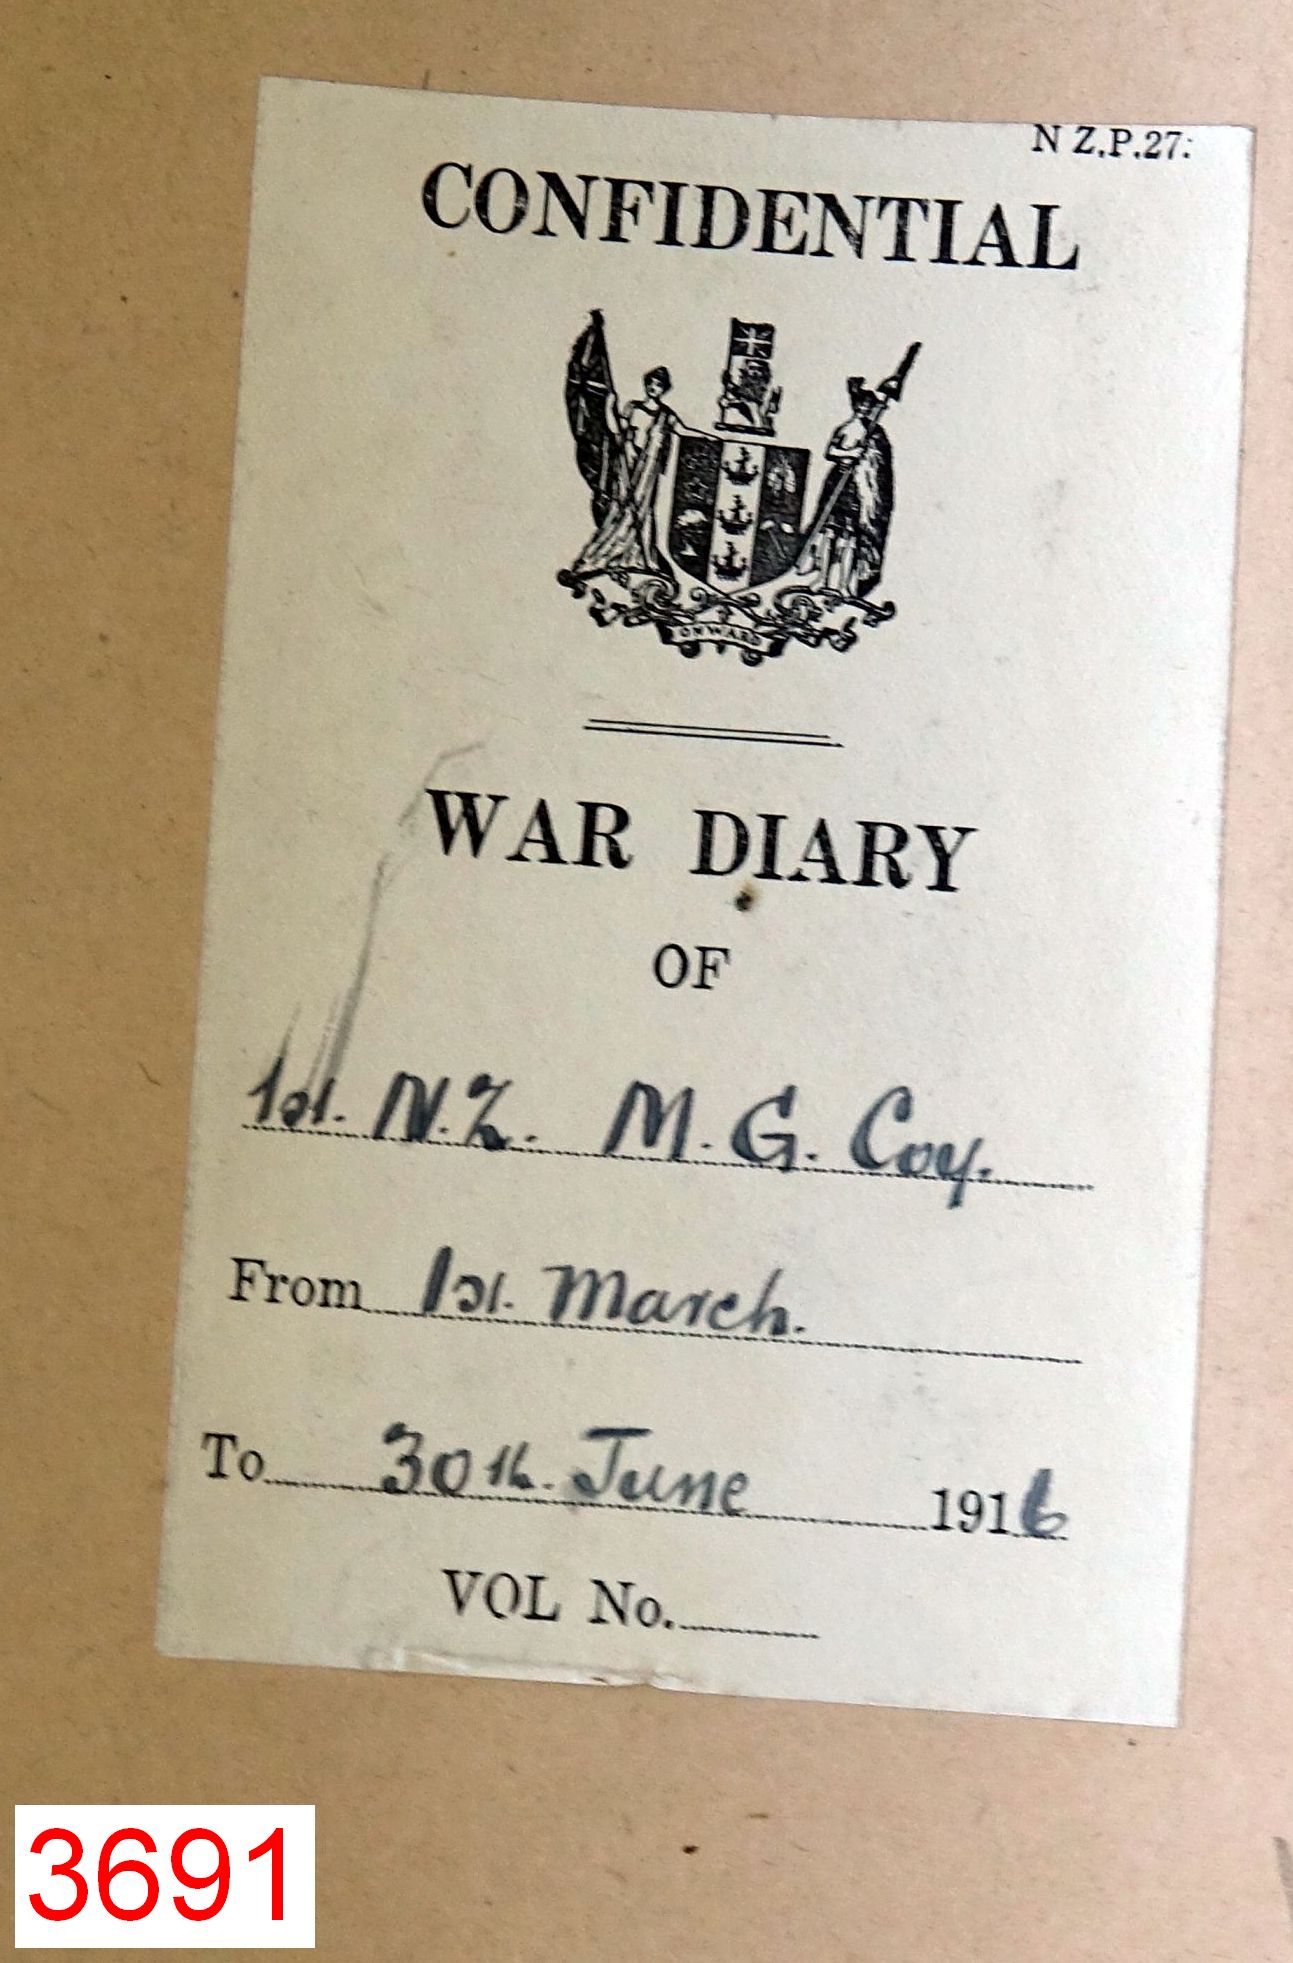 N Z.P.27:
CONFIDENTIAL
ONWARD
WAR DIARY
OF
1st. N.Z. M.G. Coy.
From 1st. March.
To 30th. June 1916
VOL No.
3691